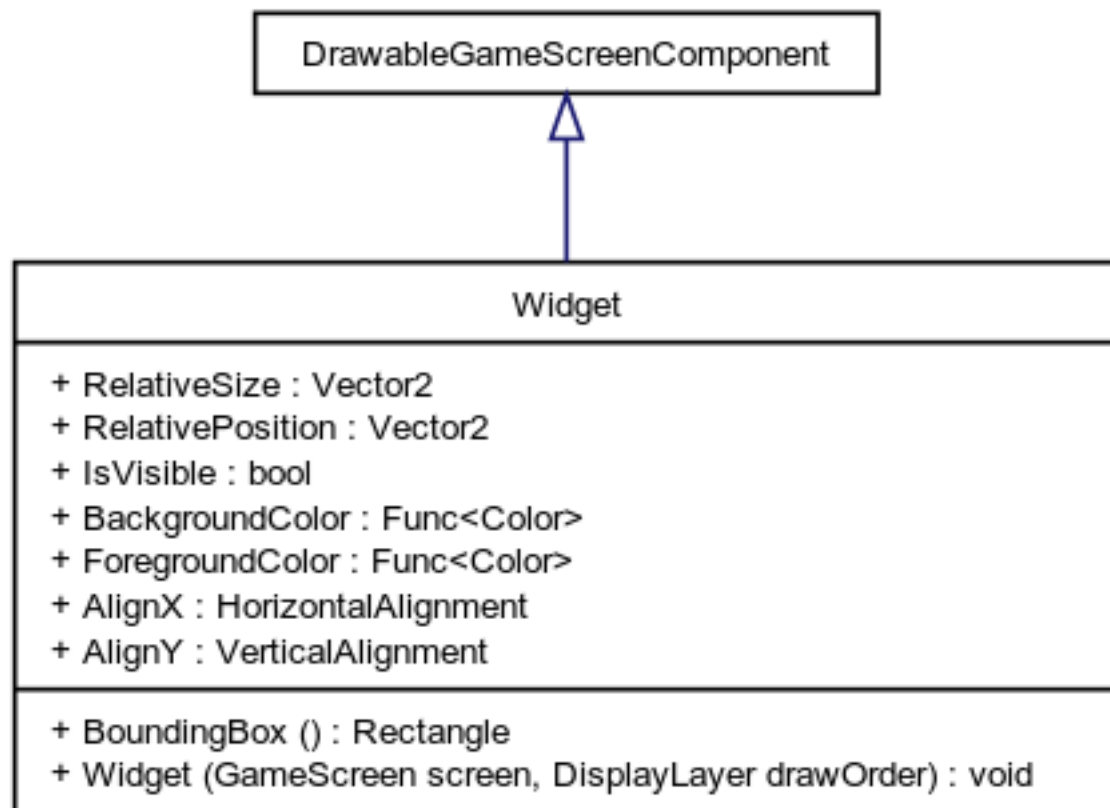 DrawableGameScreenComponent
Widget
+ RelativeSize : Vector2
+ RelativePosition : Vector2
+ IsVisible : bool
+ BackgroundColor : Func<Color>
+ ForegroundColor : Func<Color>
+ AlignX : HorizontalAlignment
+ AlignY : VerticalAlignment
+ BoundingBox () : Rectangle
+ Widget (GameScreen screen, DisplayLayer drawOrder) : void